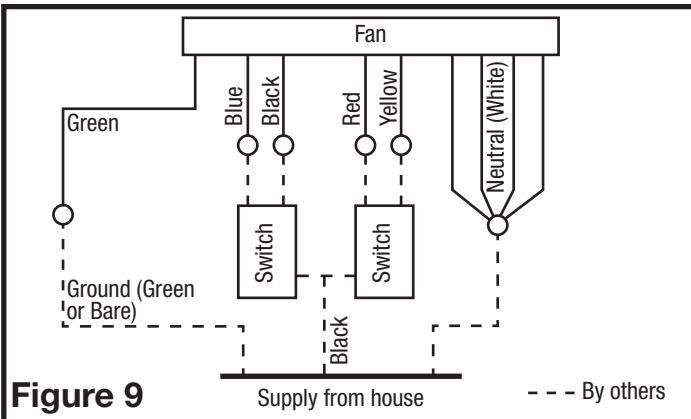 Fan
Green
Blue
Black
Red
Yellow
Neutral (White)
Switch
Switch
Ground (Green
or Bare)
Black
Figure 9
Supply from house
By others